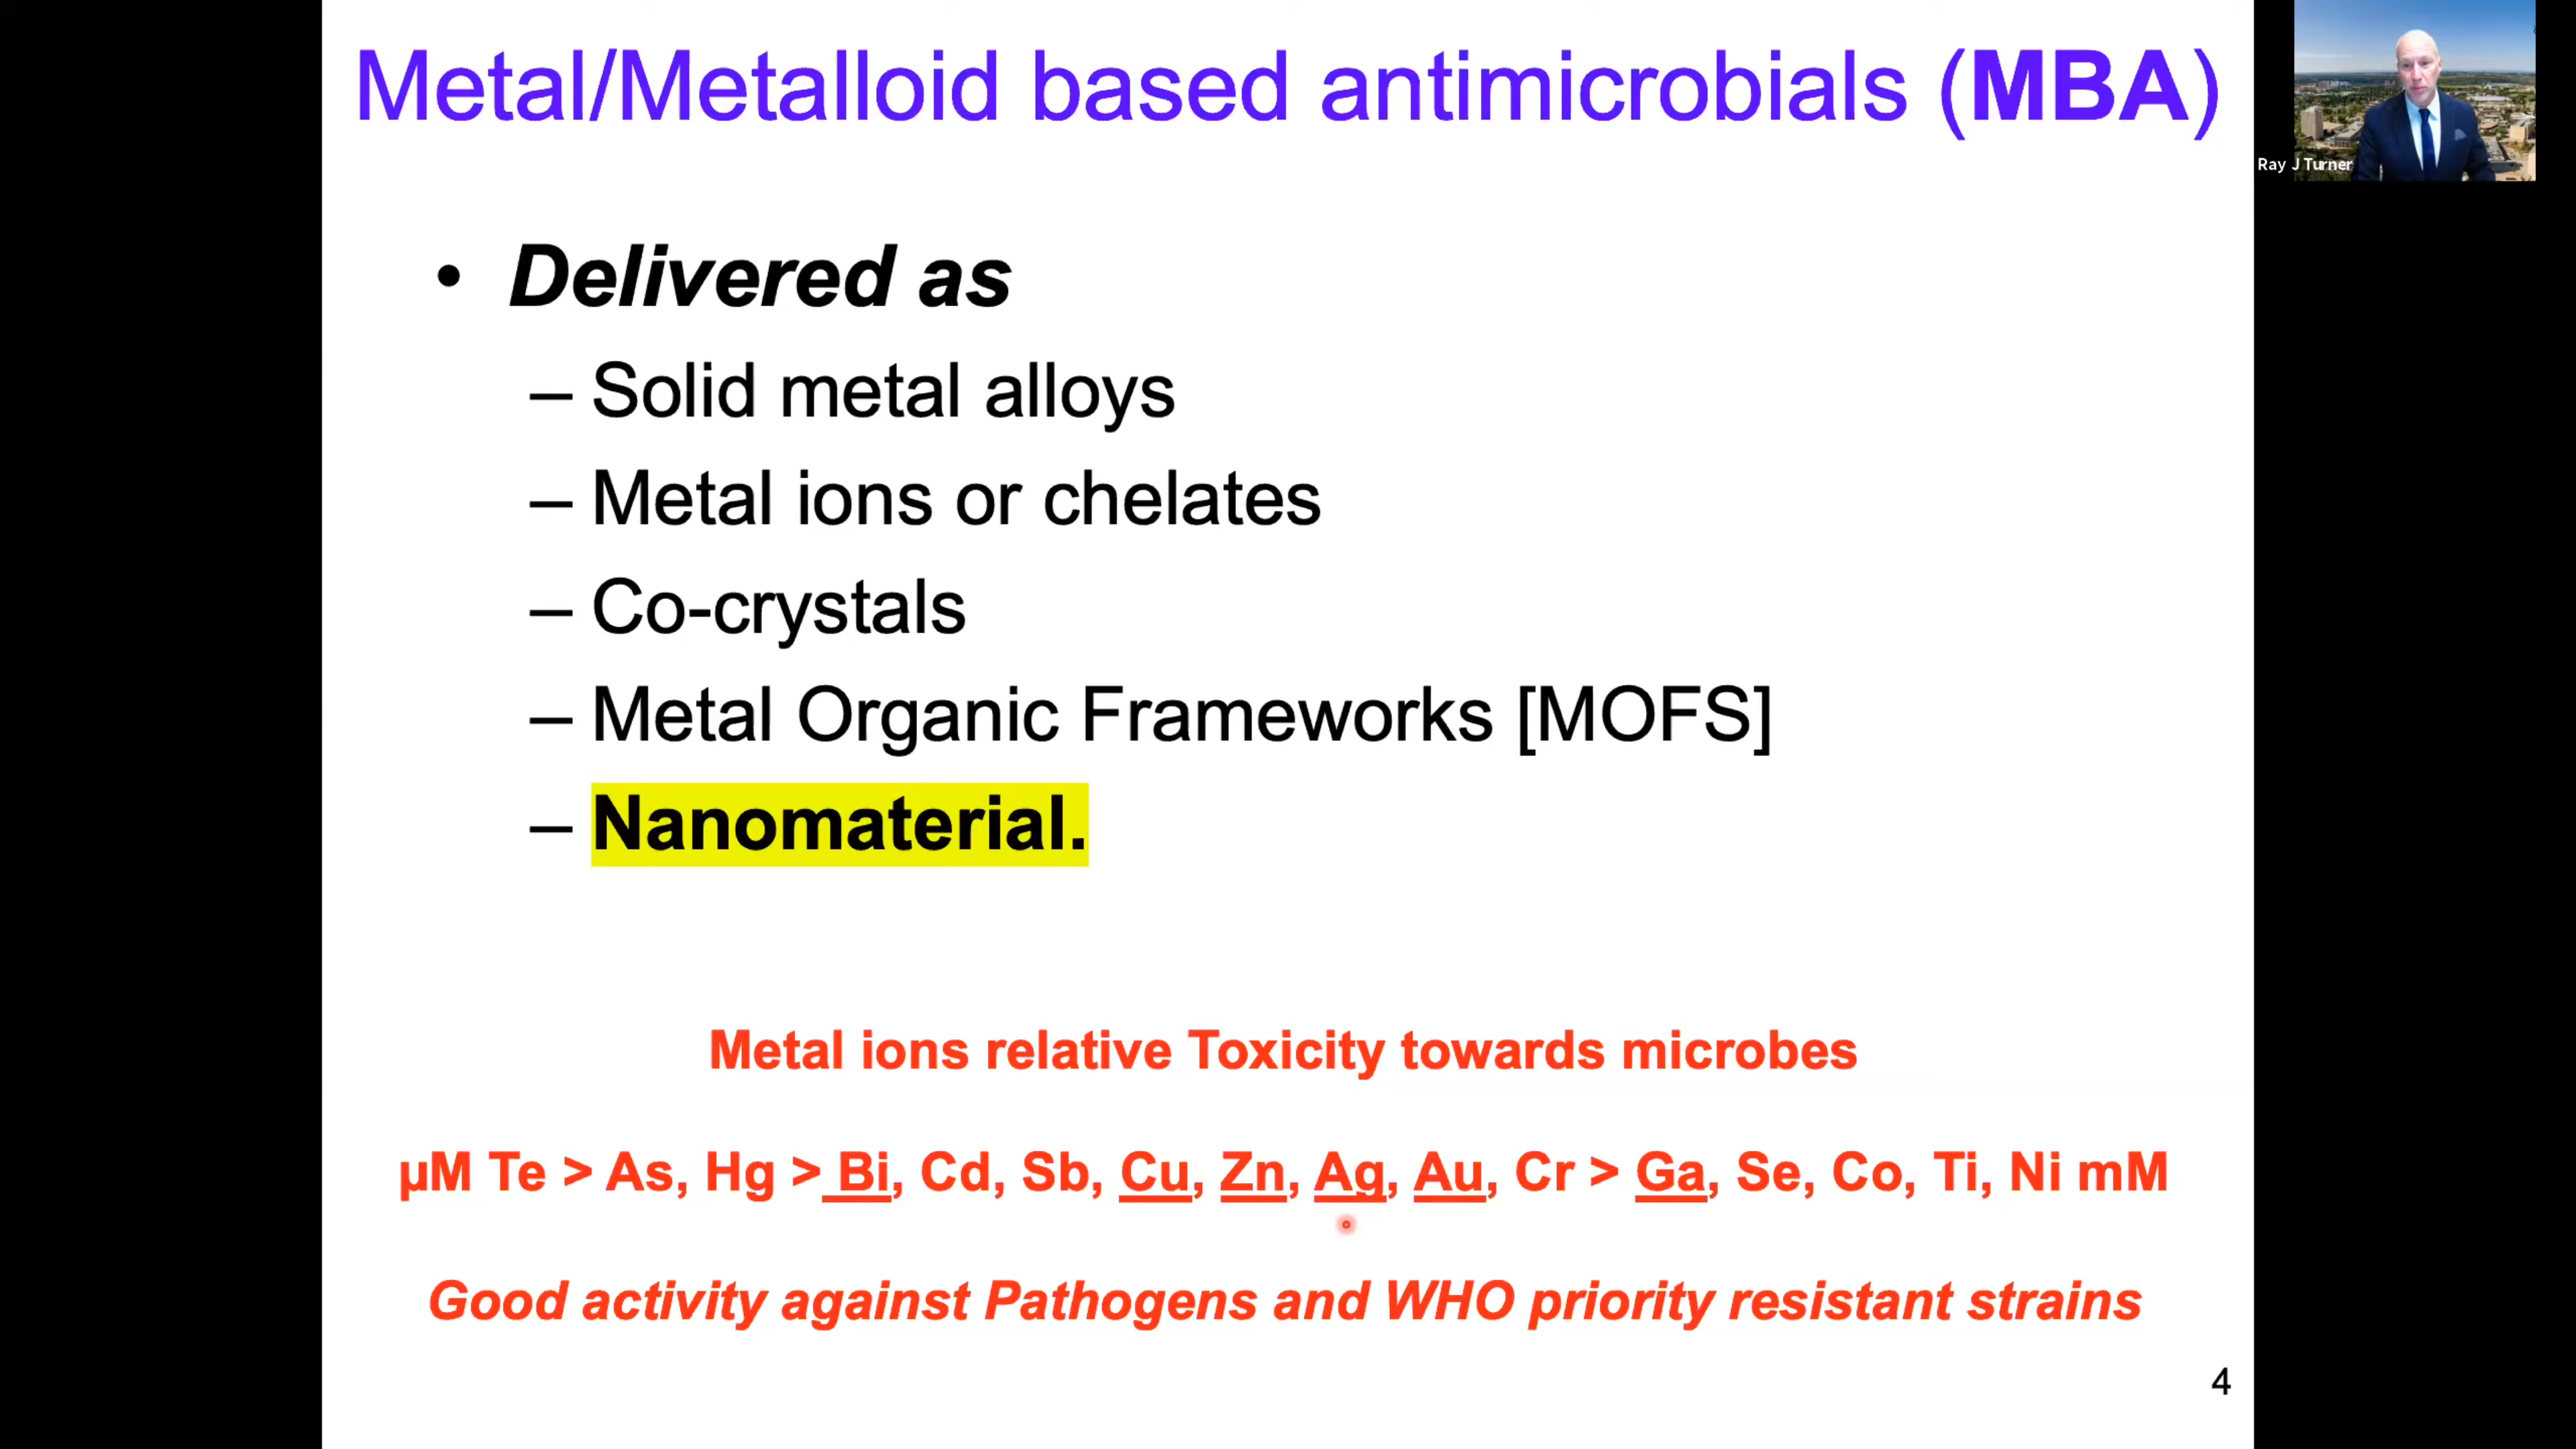 Metal/Metalloid based antimicrobials (MBA)
Ray J Turner
• Delivered as
– Solid metal alloys
– Metal ions or chelates
– Co-crystals
– Metal Organic Frameworks [MOFS]
– Nanomaterial.
Metal ions relative Toxicity towards microbes
µM Te > As, Hg > Bi, Cd, Sb, Cu, Zn, Ag, Au, Cr > Ga, Se, Co, Ti, Ni mM
Good activity against Pathogens and WHO priority resistant strains
4